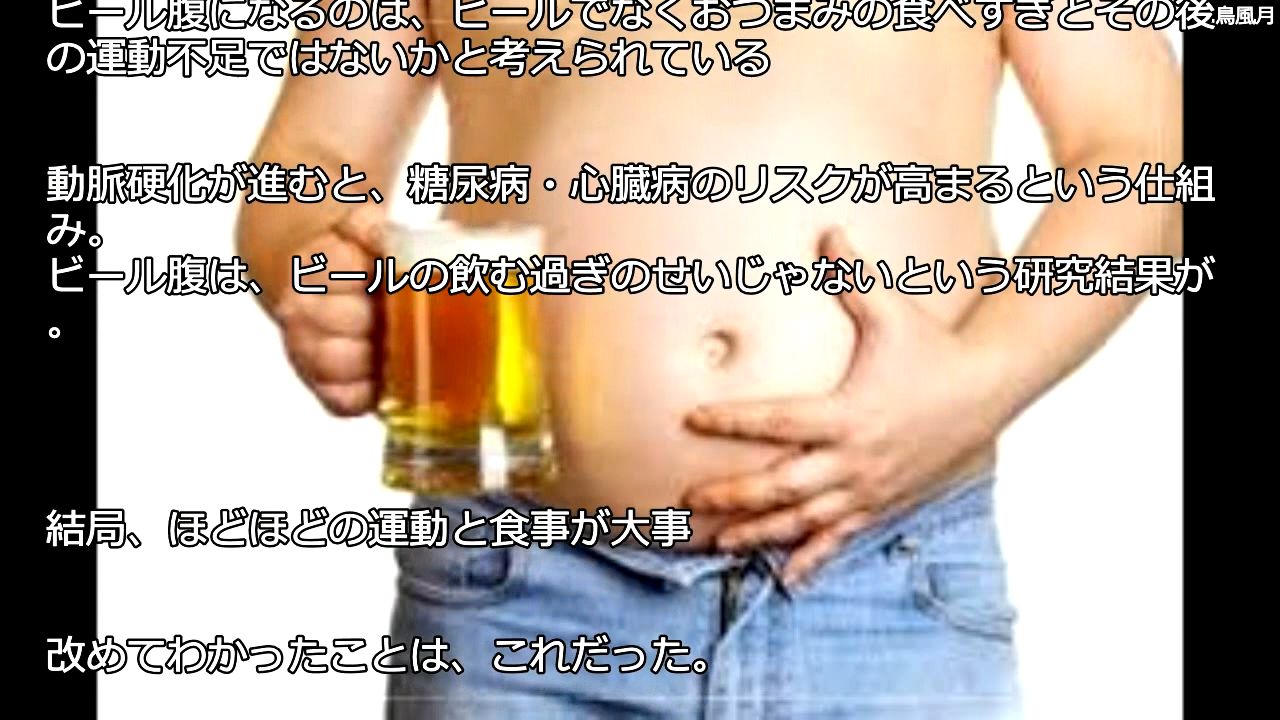 ビール腹になるのは、ビールでなくおつまみの食べすぎとその後
.鳥風月
の運動不足ではないかと考えられている
動脈硬化が進むと、糖尿病・心臓病のリスクが高まるという仕組
み。
ビール腹は、ビールの飲む過ぎのせいじゃないという研究結果が
。
結局、ほどほどの運動と食事が大事
改めてわかったことは、これだった。